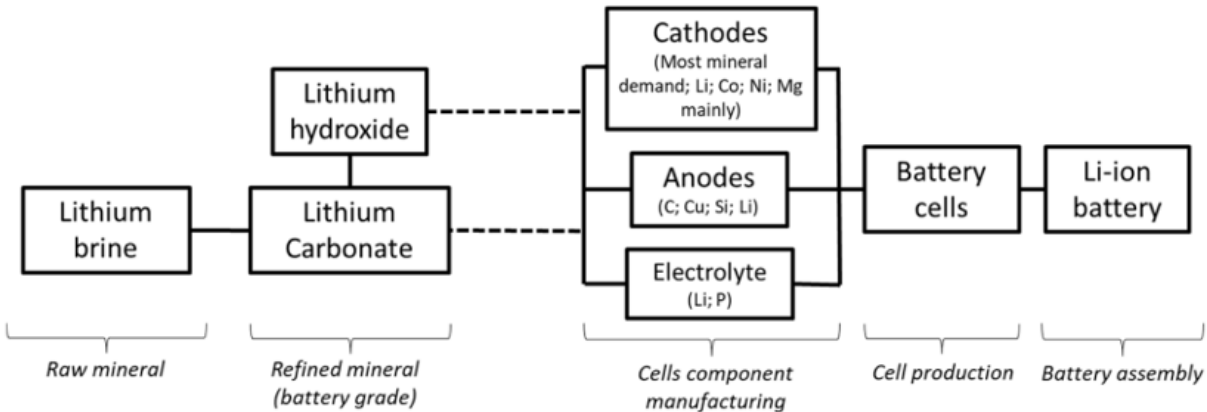 Cathodes
(Most mineral
demand; Li; Co; Ni; Mg
mainly)
Lithium
hydroxide
Lithium
brine
Lithium
Carbonate
Anodes
(C; Cu; Si; Li)
Battery
cells
Li-ion
battery
Electrolyte
(Li; P)
Raw mineral
Refined mineral
(battery grade)
Cells component
manufacturing
Cell production
Battery assembly